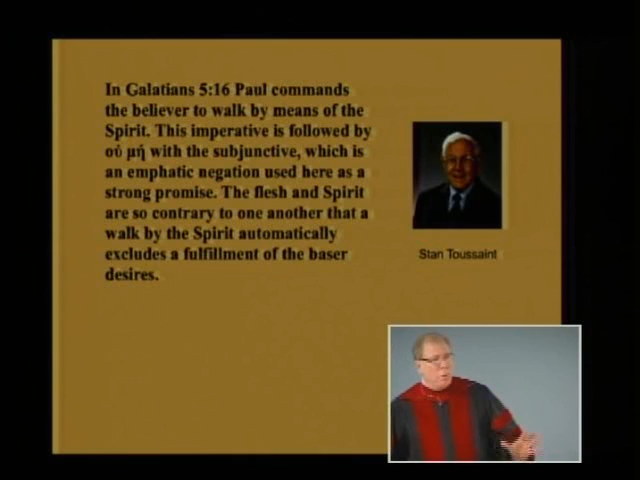 In Galatians 5:16 Paul commands
the believer to walk by means of the
Spirit. This imperative is followed by
οὐ μή with the subjunctive, which is
an emphatic negation used here as a
strong promise. The flesh and Spirit
are so contrary to one another that a
walk by the Spirit automatically
excludes a fulfillment of the baser
desires.
Stan Toussaint